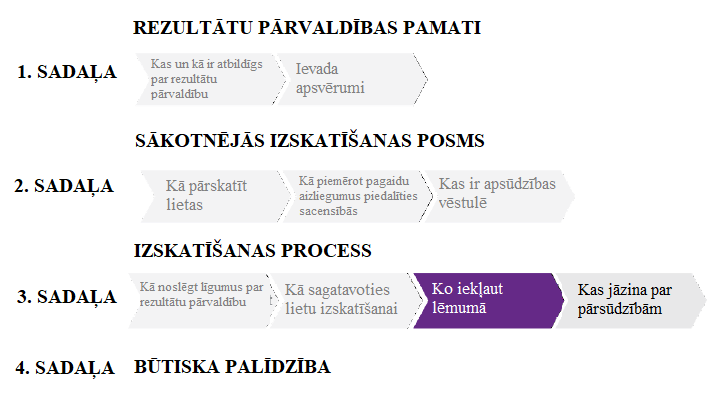 REZULTĀTU PĀRVALDĪBAS PAMATI
1. SADAĻA
Kas un kā ir atbildīgs
par rezultātu
pārvaldību
Ievada
apsvērumi
SĀKOTNĒJĀS IZSKATĪŠANAS POSMS
2. SADAĻA
Kā pārskatīt
lietas
Kā piemērot pagaidu
aizliegumus piedalīties
sacensībās
Kas ir apsūdzības
vēstulē
IZSKATĪŠANAS PROCESS
3. SADAĻA
Kā noslēgt līgumus par
rezultātu pārvaldību
Kā sagatavoties
lietu izskatīšanai
Ko iekļaut
lēmumā
Kas jāzina par
pārsūdzībām
4. SADAĻA
BŪTISKA PALĪDZĪBA